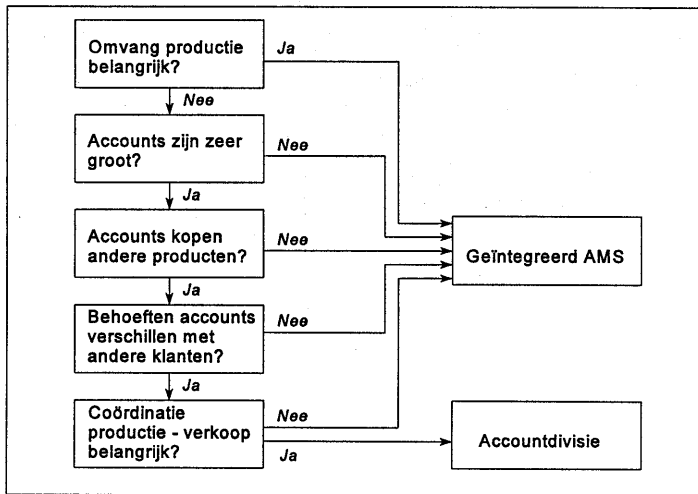 Omvang productie
belangrijk?
Ja
Nee
Accounts zijn zeer
groot?
Nee
Ja
Accounts kopen
andere producten?
Nee
Geïntegreerd AMS
Ja
Behoeften accounts
verschillen met
andere klanten?
Nee
Ja
Coördinatie
productie - verkoop
belangrijk?
Nee
Ja
Accountdivisie